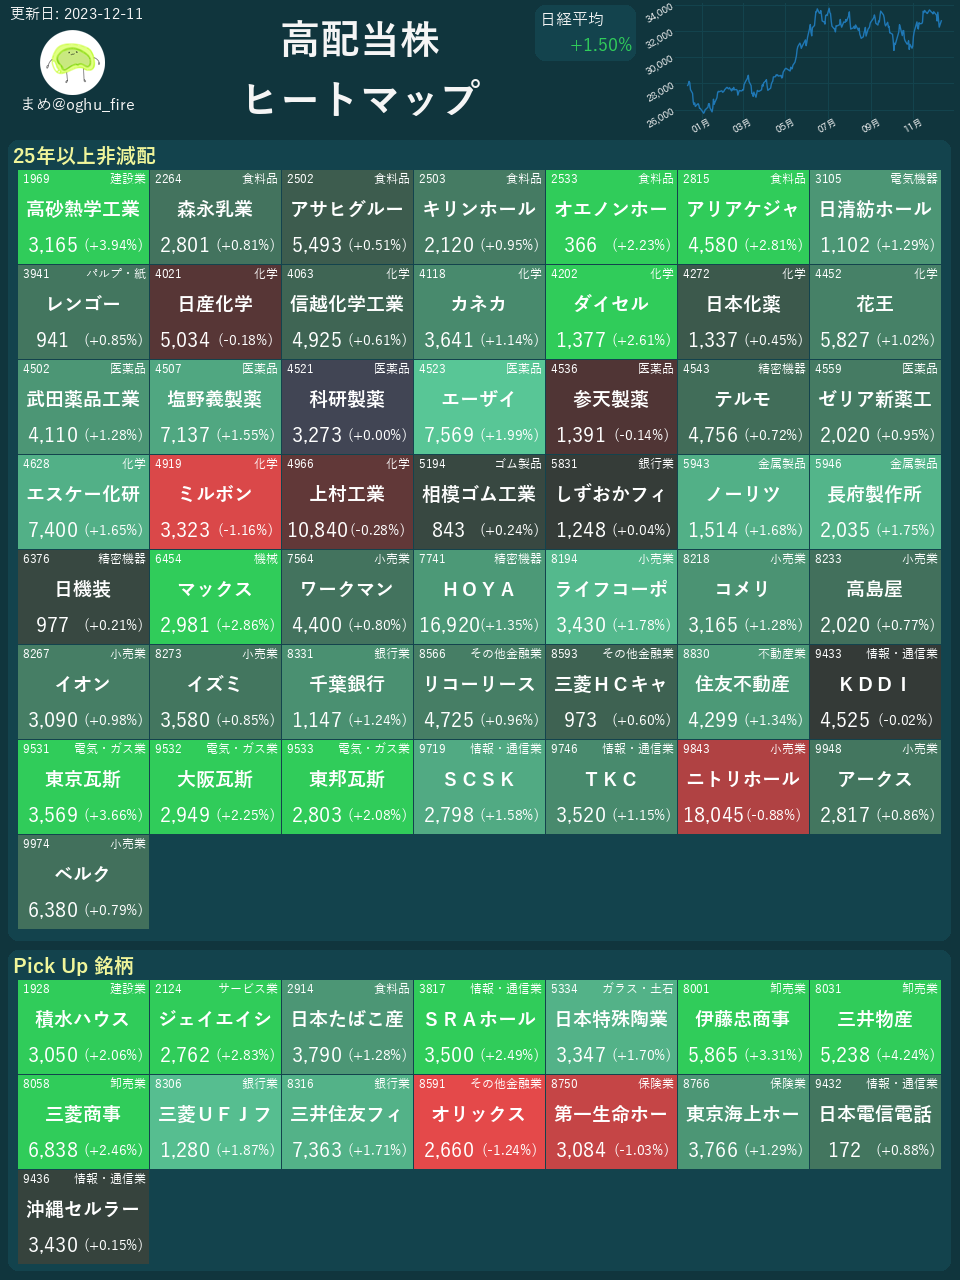 更新日: 2023-12-11
まめ@oghu_fire
高配当株
ヒートマップ
日経平均
+1.50%
34,000
32,000
30,000
28,000
26,000
01月 03月 05月 07月 09月 11月
25年以上非減配
1969 建設業 2264 食料品 2502 食料品 2503 食料品 2533 食料品 2815 食料品 3105 電気機器
高砂熱学工業 森永乳業 アサヒグルー キリンホール オエノンホー アリアケジャ 日清紡ホール
3,165 (+3.94%) 2,801 (+0.81%) 5,493 (+0.51%) 2,120 (+0.95%) 366 (+2.23%) 4,580 (+2.81%) 1,102 (+1.29%)
3941 パルプ・紙 4021 化学 4063 化学 4118 化学 4202 化学 4272 化学 4452 化学
レンゴー 日産化学 信越化学工業 カネカ ダイセル 日本化薬 花王
941 (+0.85%) 5,034 (-0.18%) 4,925 (+0.61%) 3,641 (+1.14%) 1,377 (+2.61%) 1,337 (+0.45%) 5,827 (+1.02%)
4502 医薬品 4507 医薬品 4521 医薬品 4523 医薬品 4536 医薬品 4543 精密機器 4559 医薬品
武田薬品工業 塩野義製薬 科研製薬 エーザイ 参天製薬 テルモ ゼリア新薬工
4,110 (+1.28%) 7,137 (+1.55%) 3,273 (+0.00%) 7,569 (+1.99%) 1,391 (-0.14%) 4,756 (+0.72%) 2,020 (+0.95%)
4628 化学 4919 化学 4966 化学 5194 ゴム製品 5831 銀行業 5943 金属製品 5946 金属製品
エスケー化研 ミルボン 上村工業 相模ゴム工業 しずおかフィ ノーリツ 長府製作所
7,400 (+1.65%) 3,323 (-1.16%) 10,840 (-0.28%) 843 (+0.24%) 1,248 (+0.04%) 1,514 (+1.68%) 2,035 (+1.75%)
6376 精密機器 6454 機械 7564 小売業 7741 精密機器 8194 小売業 8218 小売業 8233 小売業
日機装 マックス ワークマン ＨＯＹＡ ライフコーポ コメリ 高島屋
977 (+0.21%) 2,981 (+2.86%) 4,400 (+0.80%) 16,920 (+1.35%) 3,430 (+1.78%) 3,165 (+1.28%) 2,020 (+0.77%)
8267 小売業 8273 小売業 8331 銀行業 8566 その他金融業 8593 その他金融業 8830 不動産業 9433 情報・通信業
イオン イズミ 千葉銀行 リコーリース 三菱ＨＣキャ 住友不動産 ＫＤＤＩ
3,090 (+0.98%) 3,580 (+0.85%) 1,147 (+1.24%) 4,725 (+0.96%) 973 (+0.60%) 4,299 (+1.34%) 4,525 (-0.02%)
9531 電気・ガス業 9532 電気・ガス業 9533 電気・ガス業 9719 情報・通信業 9746 情報・通信業 9843 小売業 9948 小売業
東京瓦斯 大阪瓦斯 東邦瓦斯 ＳＣＳＫ ＴＫＣ ニトリホール アークス
3,569 (+3.66%) 2,949 (+2.25%) 2,803 (+2.08%) 2,798 (+1.58%) 3,520 (+1.15%) 18,045 (-0.88%) 2,817 (+0.86%)
9974 小売業
ベルク
6,380 (+0.79%)
Pick Up 銘柄
1928 建設業 2124 サービス業 2914 食料品 3817 情報・通信業 5334 ガラス・土石 8001 卸売業 8031 卸売業
積水ハウス ジェイエイシ 日本たばこ産 ＳＲＡホール 日本特殊陶業 伊藤忠商事 三井物産
3,050 (+2.06%) 2,762 (+2.83%) 3,790 (+1.28%) 3,500 (+2.49%) 3,347 (+1.70%) 5,865 (+3.31%) 5,238 (+4.24%)
8058 卸売業 8306 銀行業 8316 銀行業 8591 その他金融業 8750 保険業 8766 保険業 9432 情報・通信業
三菱商事 三菱ＵＦＪフ 三井住友フィ オリックス 第一生命ホー 東京海上ホー 日本電信電話
6,838 (+2.46%) 1,280 (+1.87%) 7,363 (+1.71%) 2,660 (-1.24%) 3,084 (-1.03%) 3,766 (+1.29%) 172 (+0.88%)
9436 情報・通信業
沖縄セルラー
3,430 (+0.15%)